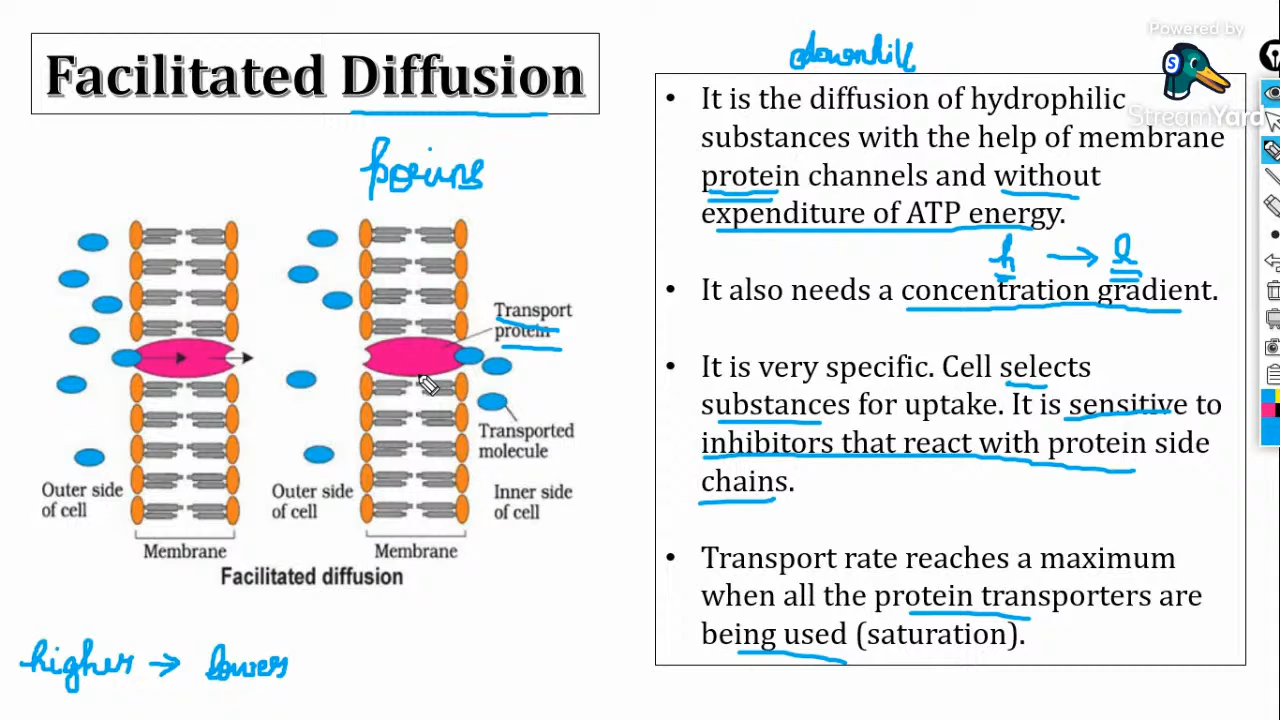 Powered by
StreamYard
S
Facilitated Diffusion
downhill
porins
• It is the diffusion of hydrophilic
substances with the help of membrane
protein channels and without
expenditure of ATP energy.
h → l
• It also needs a concentration gradient.
• It is very specific. Cell selects
substances for uptake. It is sensitive to
inhibitors that react with protein side
chains.
• Transport rate reaches a maximum
when all the protein transporters are
being used (saturation).
Transport
protein
Transported
molecule
Outer side
of cell
Outer side
of cell
Inner side
of cell
Membrane
Membrane
Facilitated diffusion
higher → lower